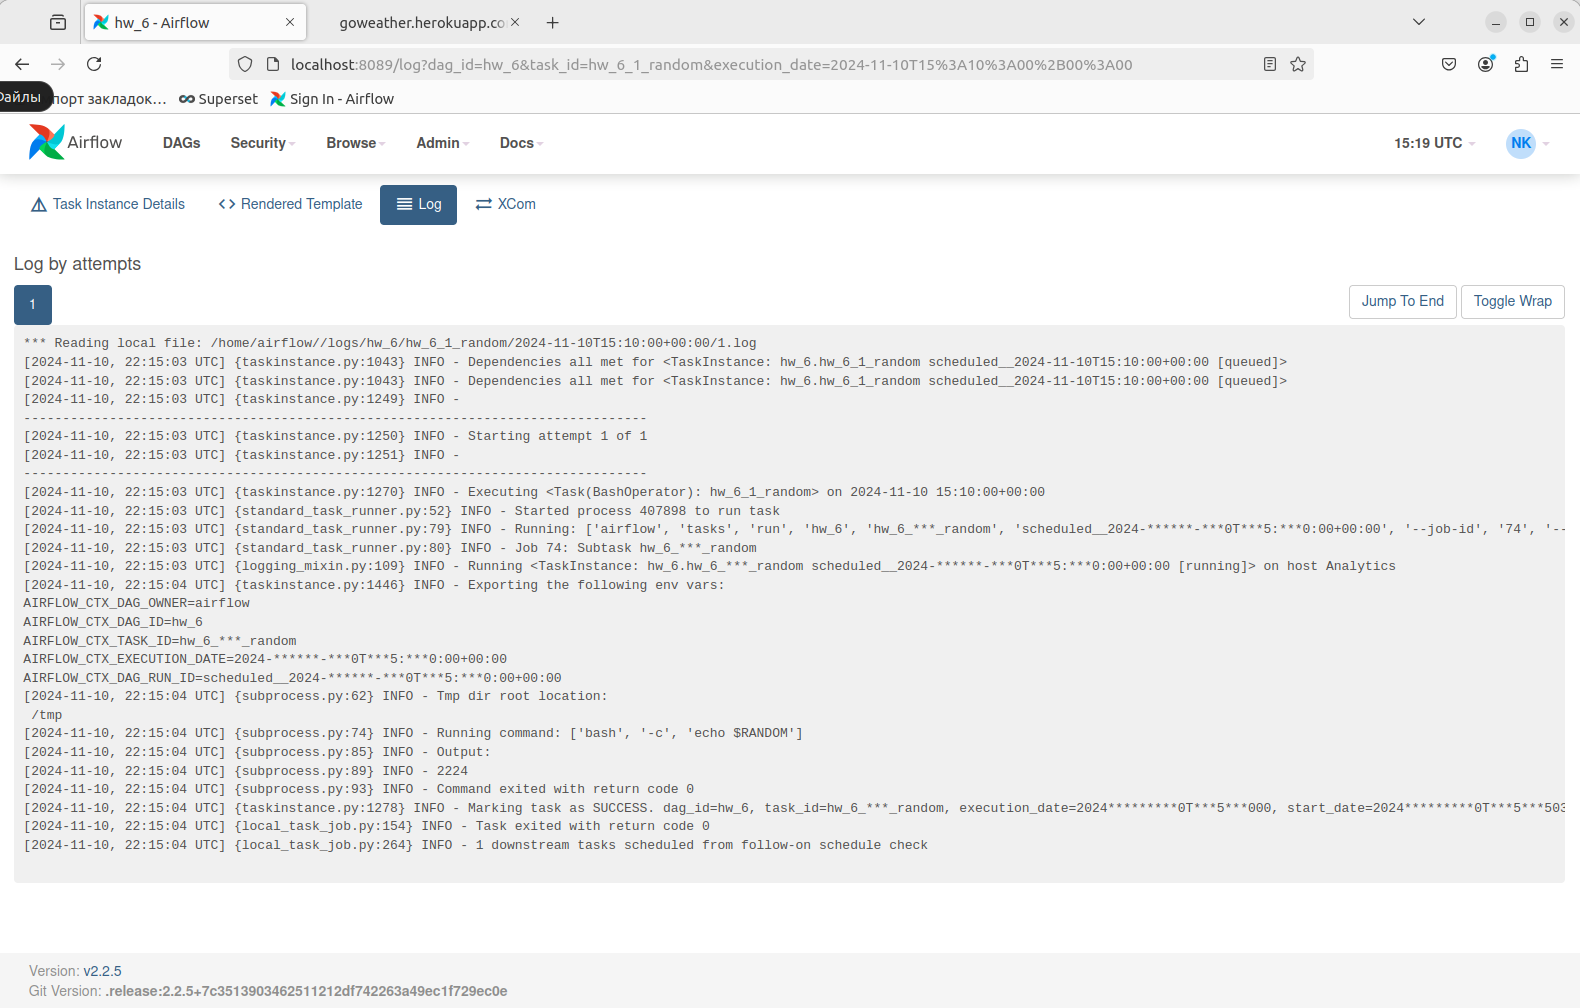 hw_6 - Airflow
goweather.herokuapp.co
localhost:8089/log?dag_id=hw_6&task_id=hw_6_1_random&execution_date=2024-11-10T15%3A10%3A00%2B00%3A00
Файлы
порт закладок…
Superset
Sign In - Airflow
Airflow
DAGs
Security
Browse
Admin
Docs
15:19 UTC
NK
Task Instance Details
Rendered Template
Log
XCom
Log by attempts
1
Jump To End
Toggle Wrap
*** Reading local file: /home/airflow//logs/hw_6/hw_6_1_random/2024-11-10T15:10:00+00:00/1.log
[2024-11-10, 22:15:03 UTC] {taskinstance.py:1043} INFO - Dependencies all met for <TaskInstance: hw_6.hw_6_1_random scheduled__2024-11-10T15:10:00+00:00 [queued]>
[2024-11-10, 22:15:03 UTC] {taskinstance.py:1043} INFO - Dependencies all met for <TaskInstance: hw_6.hw_6_1_random scheduled__2024-11-10T15:10:00+00:00 [queued]>
[2024-11-10, 22:15:03 UTC] {taskinstance.py:1249} INFO -
--------------------------------------------------------------------------------
[2024-11-10, 22:15:03 UTC] {taskinstance.py:1250} INFO - Starting attempt 1 of 1
[2024-11-10, 22:15:03 UTC] {taskinstance.py:1251} INFO -
--------------------------------------------------------------------------------
[2024-11-10, 22:15:03 UTC] {taskinstance.py:1270} INFO - Executing <Task(BashOperator): hw_6_1_random> on 2024-11-10 15:10:00+00:00
[2024-11-10, 22:15:03 UTC] {standard_task_runner.py:52} INFO - Started process 407898 to run task
[2024-11-10, 22:15:03 UTC] {standard_task_runner.py:79} INFO - Running: ['airflow', 'tasks', 'run', 'hw_6', 'hw_6_***_random', 'scheduled__2024-******-***0T***5:***0:00+00:00', '--job-id', '74', '--
[2024-11-10, 22:15:03 UTC] {standard_task_runner.py:80} INFO - Job 74: Subtask hw_6_***_random
[2024-11-10, 22:15:03 UTC] {logging_mixin.py:109} INFO - Running <TaskInstance: hw_6.hw_6_***_random scheduled__2024-******-***0T***5:***0:00+00:00 [running]> on host Analytics
[2024-11-10, 22:15:04 UTC] {taskinstance.py:1446} INFO - Exporting the following env vars:
AIRFLOW_CTX_DAG_OWNER=airflow
AIRFLOW_CTX_DAG_ID=hw_6
AIRFLOW_CTX_TASK_ID=hw_6_***_random
AIRFLOW_CTX_EXECUTION_DATE=2024-******-***0T***5:***0:00+00:00
AIRFLOW_CTX_DAG_RUN_ID=scheduled__2024-******-***0T***5:***0:00+00:00
[2024-11-10, 22:15:04 UTC] {subprocess.py:62} INFO - Tmp dir root location:
/tmp
[2024-11-10, 22:15:04 UTC] {subprocess.py:74} INFO - Running command: ['bash', '-c', 'echo $RANDOM']
[2024-11-10, 22:15:04 UTC] {subprocess.py:85} INFO - Output:
[2024-11-10, 22:15:04 UTC] {subprocess.py:89} INFO - 2224
[2024-11-10, 22:15:04 UTC] {subprocess.py:93} INFO - Command exited with return code 0
[2024-11-10, 22:15:04 UTC] {taskinstance.py:1278} INFO - Marking task as SUCCESS. dag_id=hw_6, task_id=hw_6_***_random, execution_date=2024*********0T***5***000, start_date=2024*********0T***5***503
[2024-11-10, 22:15:04 UTC] {local_task_job.py:154} INFO - Task exited with return code 0
[2024-11-10, 22:15:04 UTC] {local_task_job.py:264} INFO - 1 downstream tasks scheduled from follow-on schedule check
Version: v2.2.5
Git Version: .release:2.2.5+7c3513903462511212df742263a49ec1f729ec0e